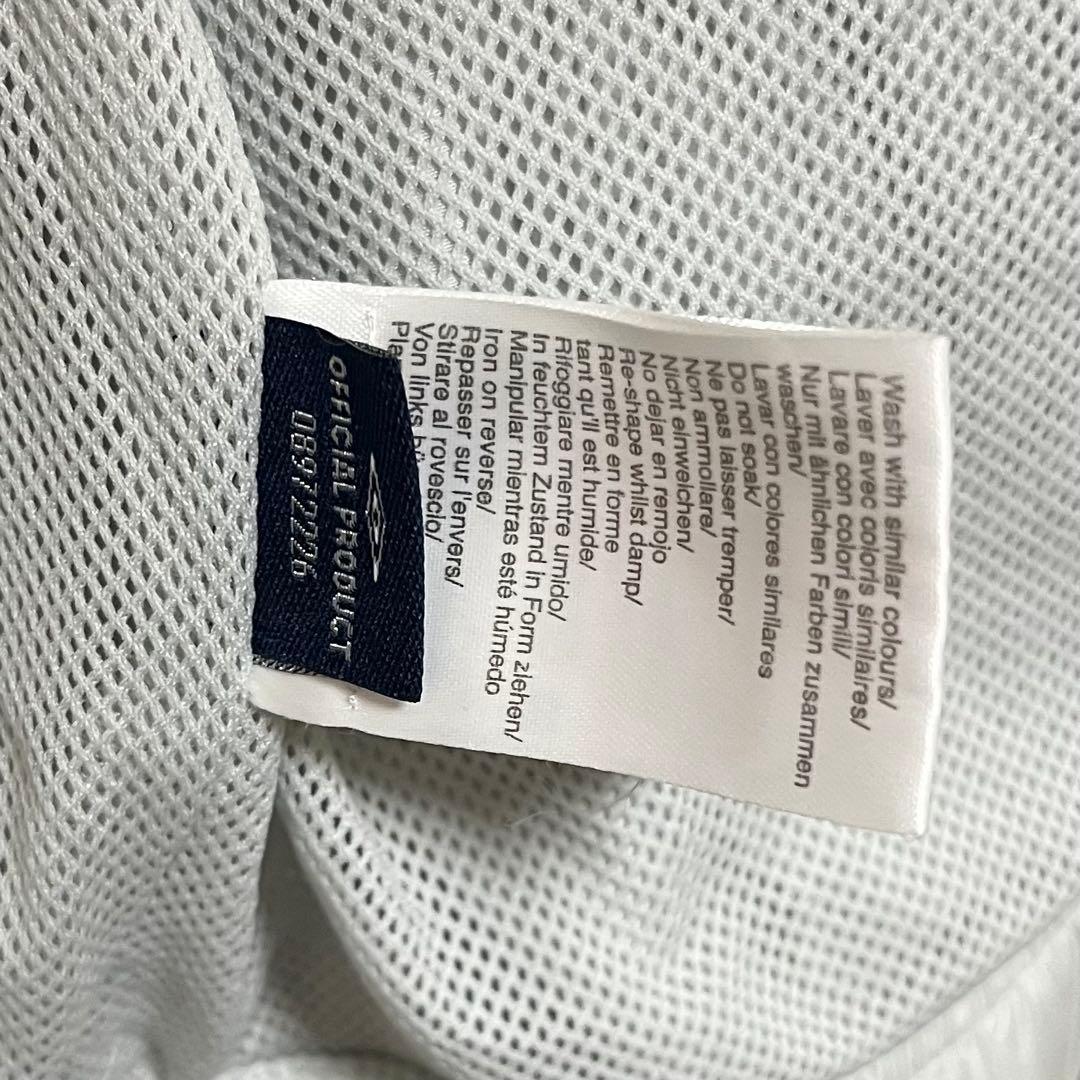 Wash with similar colours/
Laver avec coloris similaires/
Lavare con colori simili/
Nur mit ähnlichen Farben zusammen
waschen/
Lavar con colores similares
Do not soak/
Ne pas laisser tremper/
Non ammollare/
Nicht einweichen/
No dejar en remojo
Re-shape whilst damp/
Remettre en forme
tant qu'il est humide/
Rifoggiare mentre umido/
In feuchtem Zustand in Form ziehen/
Manipular mientras esté húmedo
Iron on reverse/
Repasser sur l'envers/
Stirare al rovescio/
Von links
OFFICIAL PRODUCT